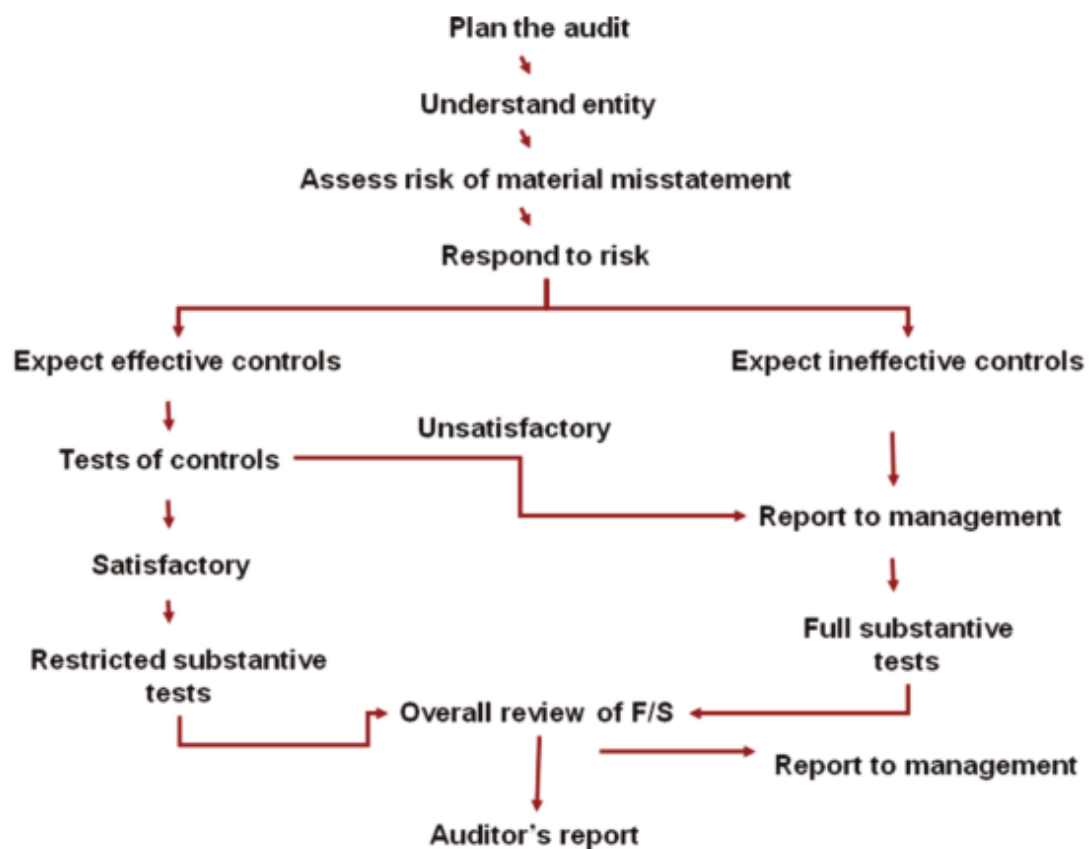 Plan the audit
Understand entity
Assess risk of material misstatement
Respond to risk
Expect effective controls
Expect ineffective controls
Unsatisfactory
Tests of controls
Report to management
Satisfactory
Full substantive
tests
Restricted substantive
tests
Overall review of F/S
Report to management
Auditor's report